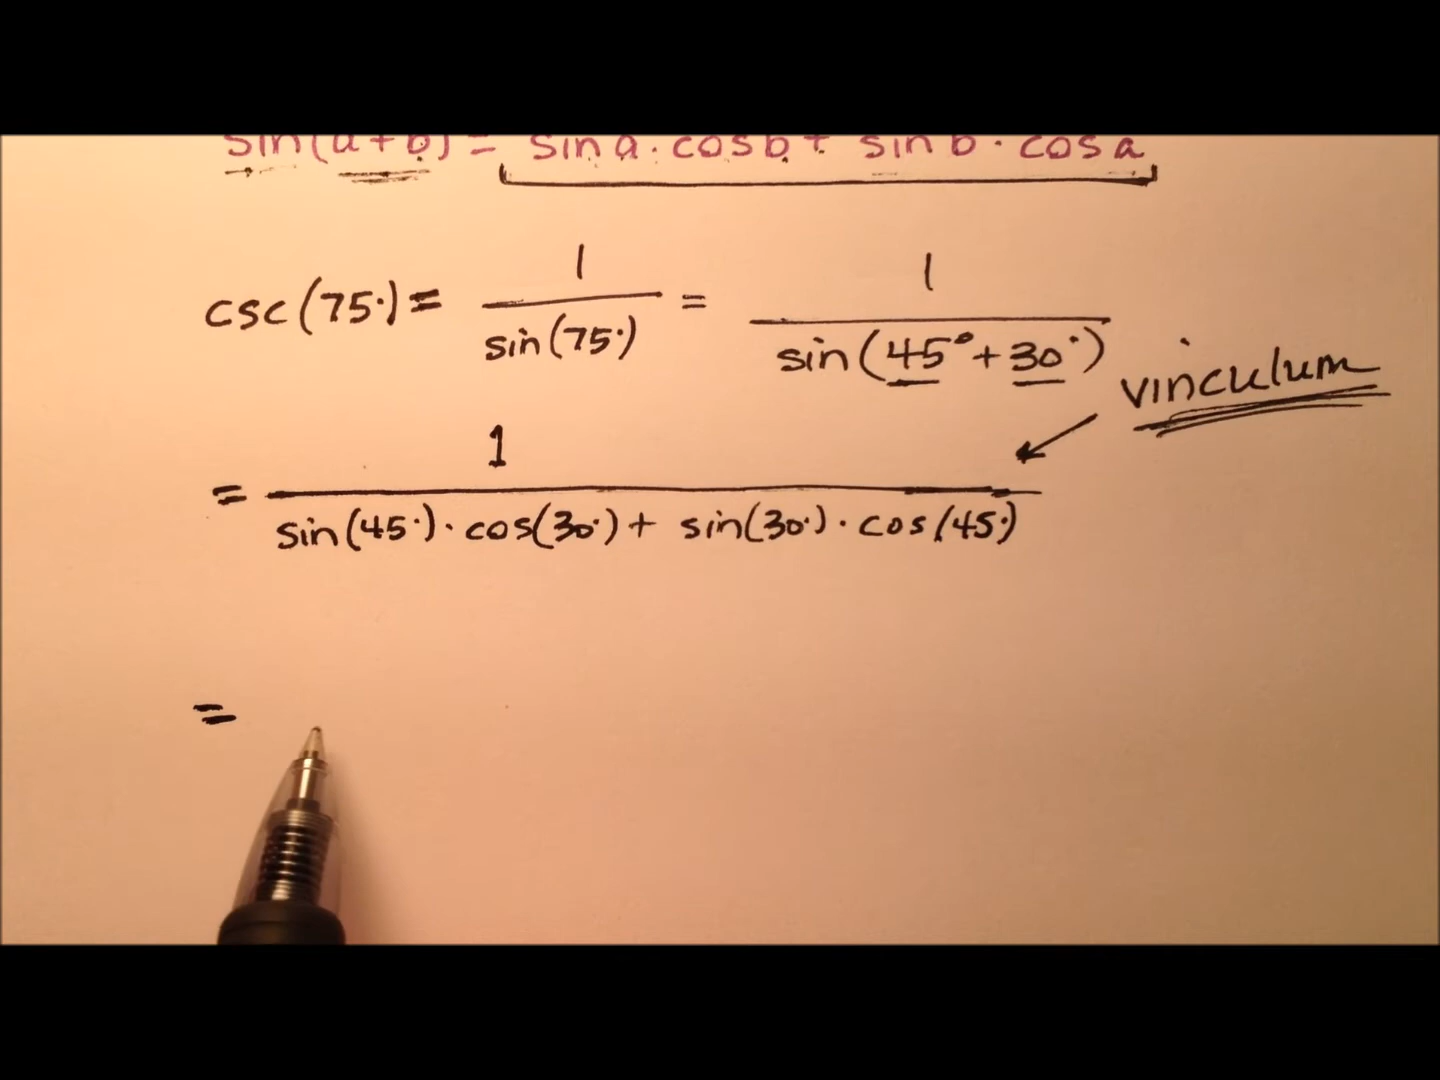 sin(a+b) = sin a · cos b + sin b · cos a
csc(75°) = 1/sin(75°) = 1/sin(45° + 30°)
vinculum
= 1/(sin(45°) · cos(30°) + sin(30°) · cos(45°))
=